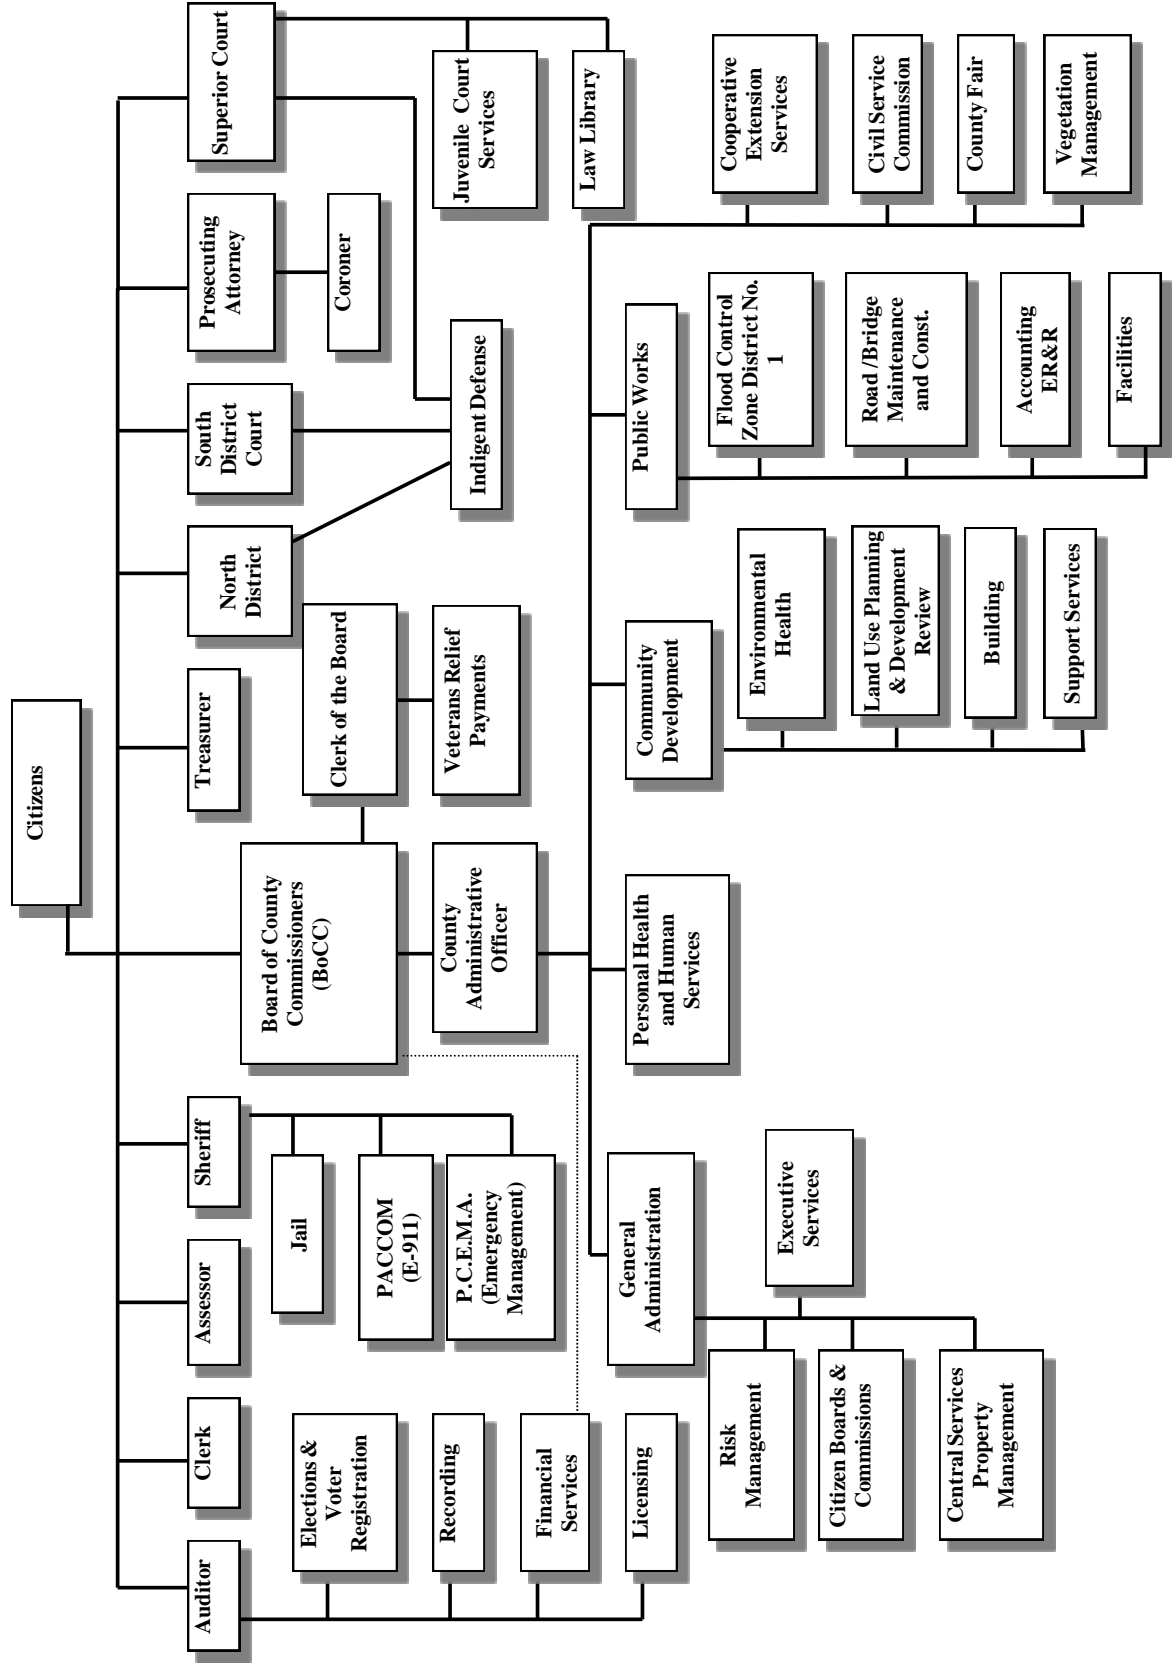 Citizens
Auditor
Clerk
Assessor
Sheriff
Board of County
Commissioners
(BoCC)
Treasurer
North
District
South
District
Court
Prosecuting
Attorney
Superior Court
Elections &
Voter
Registration
Recording
Financial
Services
Licensing
Jail
PACCOM
(E-911)
P.C.E.M.A.
(Emergency
Management)
County
Administrative
Officer
Clerk of the Board
Veterans Relief
Payments
Indigent Defense
Coroner
Juvenile Court
Services
Law Library
General
Administration
Risk
Management
Citizen Boards &
Commissions
Central Services
Property
Management
Executive
Services
Personal Health
and Human
Services
Community
Development
Environmental
Health
Land Use Planning
& Development
Review
Building
Support Services
Public Works
Flood Control
Zone District No.
1
Road /Bridge
Maintenance
and Const.
Accounting
ER&R
Facilities
Cooperative
Extension
Services
Civil Service
Commission
County Fair
Vegetation
Management